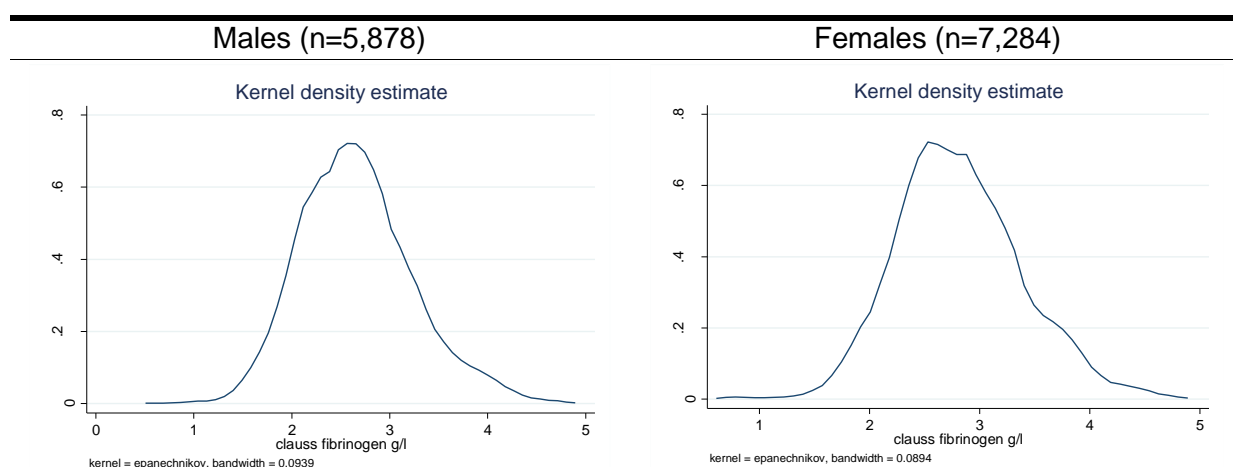 Males (n=5,878) Females (n=7,284)
Kernel density estimate
.8
.6
.4
.2
0
0 1 2 3 4 5
clauss fibrinogen g/l
kernel = epanechnikov, bandwidth = 0.0939
Kernel density estimate
.8
.6
.4
.2
0
1 2 3 4 5
clauss fibrinogen g/l
kernel = epanechnikov, bandwidth = 0.0894